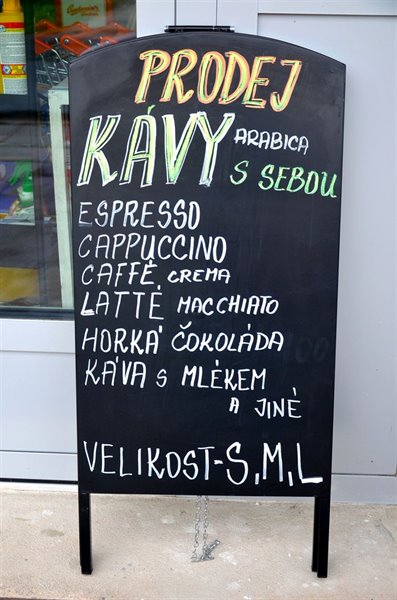 PRODEJ
KÁVY ARABICA
S SEBOU
ESPRESSO
CAPPUCCINO
CAFFÉ CREMA
LATTÉ MACCHIATO
HORKÁ ČOKOLÁDA
KÁVA S MLÉKEM
A JINÉ
VELIKOST-S,M,L